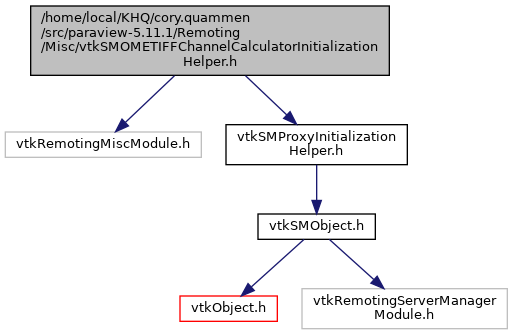 /home/local/KHQ/cory.quammen
/src/paraview-5.11.1/Remoting
/Misc/vtkSMOMETIFFChannelCalculatorInitialization
Helper.h
vtkRemotingMiscModule.h
vtkSMProxyInitialization
Helper.h
vtkSMObject.h
vtkObject.h
vtkRemotingServerManager
Module.h